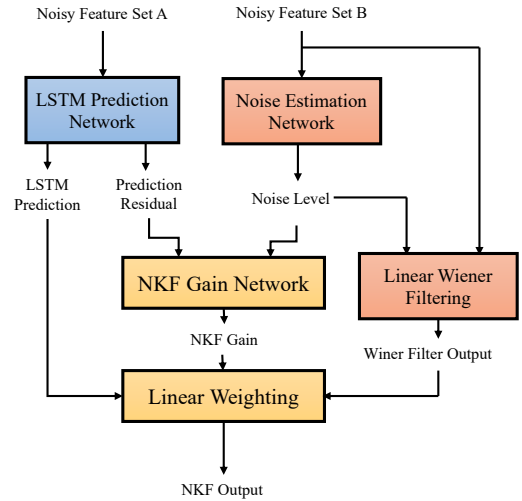 Noisy Feature Set A
Noisy Feature Set B
LSTM Prediction
Network
Noise Estimation
Network
LSTM
Prediction
Prediction
Residual
Noise Level
NKF Gain Network
Linear Wiener
Filtering
NKF Gain
Winer Filter Output
Linear Weighting
NKF Output